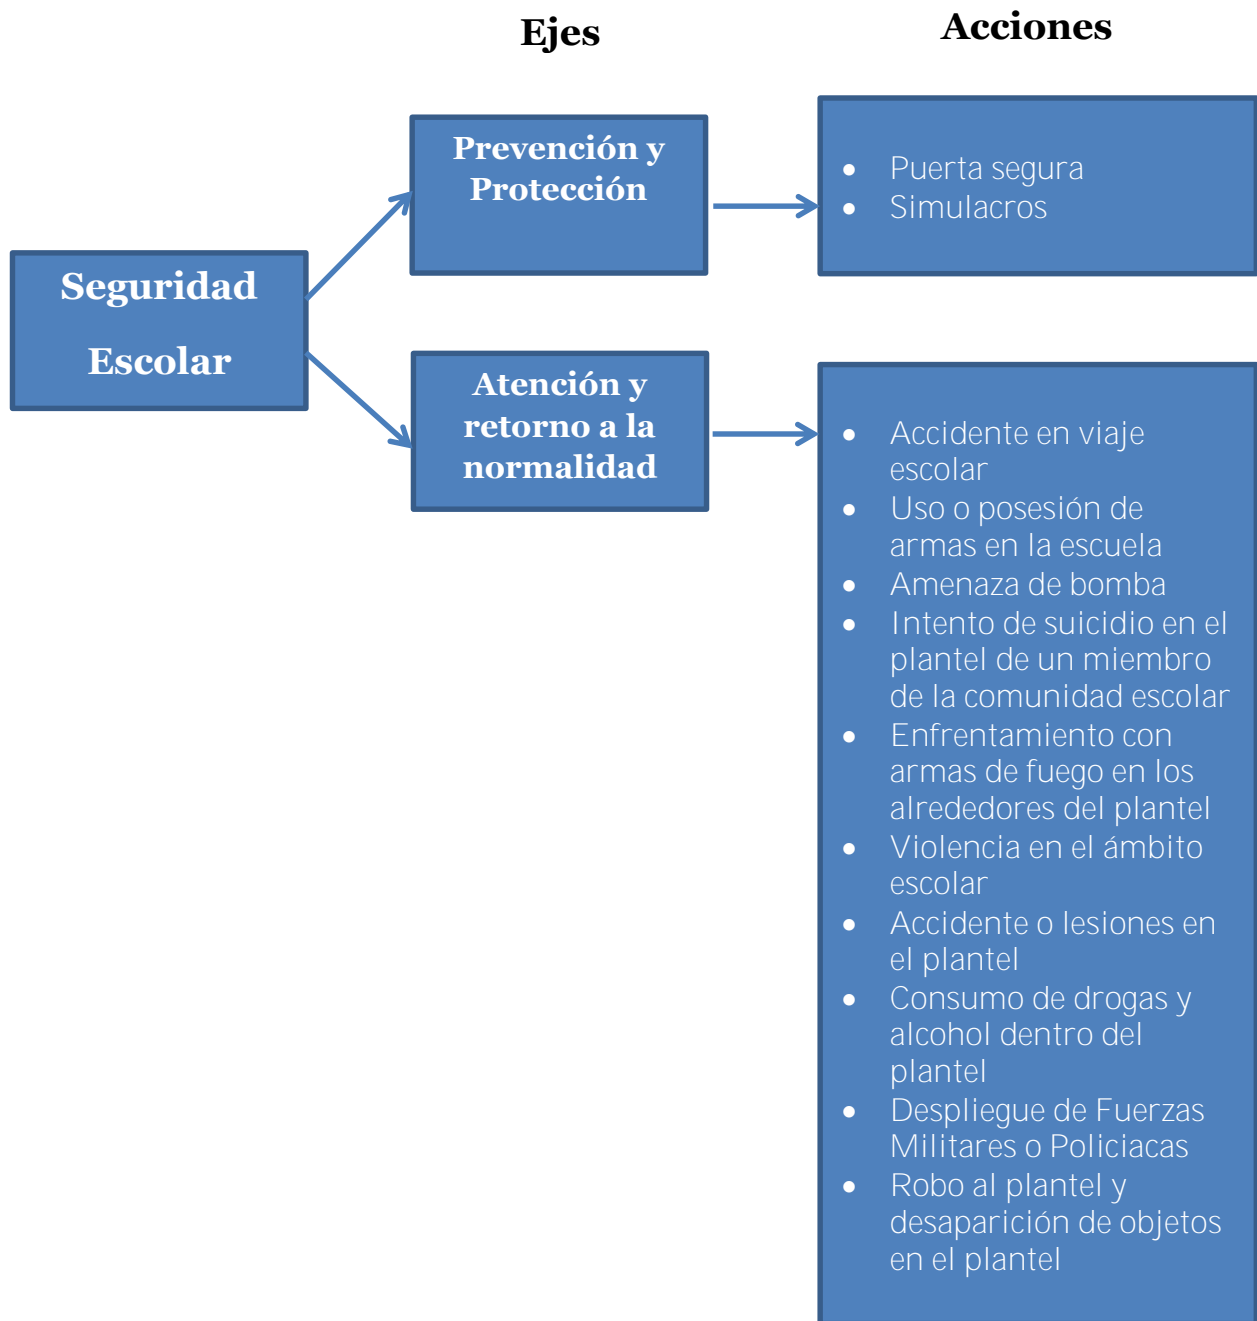 Ejes
Acciones
Seguridad
Escolar
Prevención y
Protección
• Puerta segura
• Simulacros
Atención y
retorno a la
normalidad
• Accidente en viaje
escolar
• Uso o posesión de
armas en la escuela
• Amenaza de bomba
• Intento de suicidio en el
plantel de un miembro
de la comunidad escolar
• Enfrentamiento con
armas de fuego en los
alrededores del plantel
• Violencia en el ámbito
escolar
• Accidente o lesiones en
el plantel
• Consumo de drogas y
alcohol dentro del
plantel
• Despliegue de Fuerzas
Militares o Policiacas
• Robo al plantel y
desaparición de objetos
en el plantel